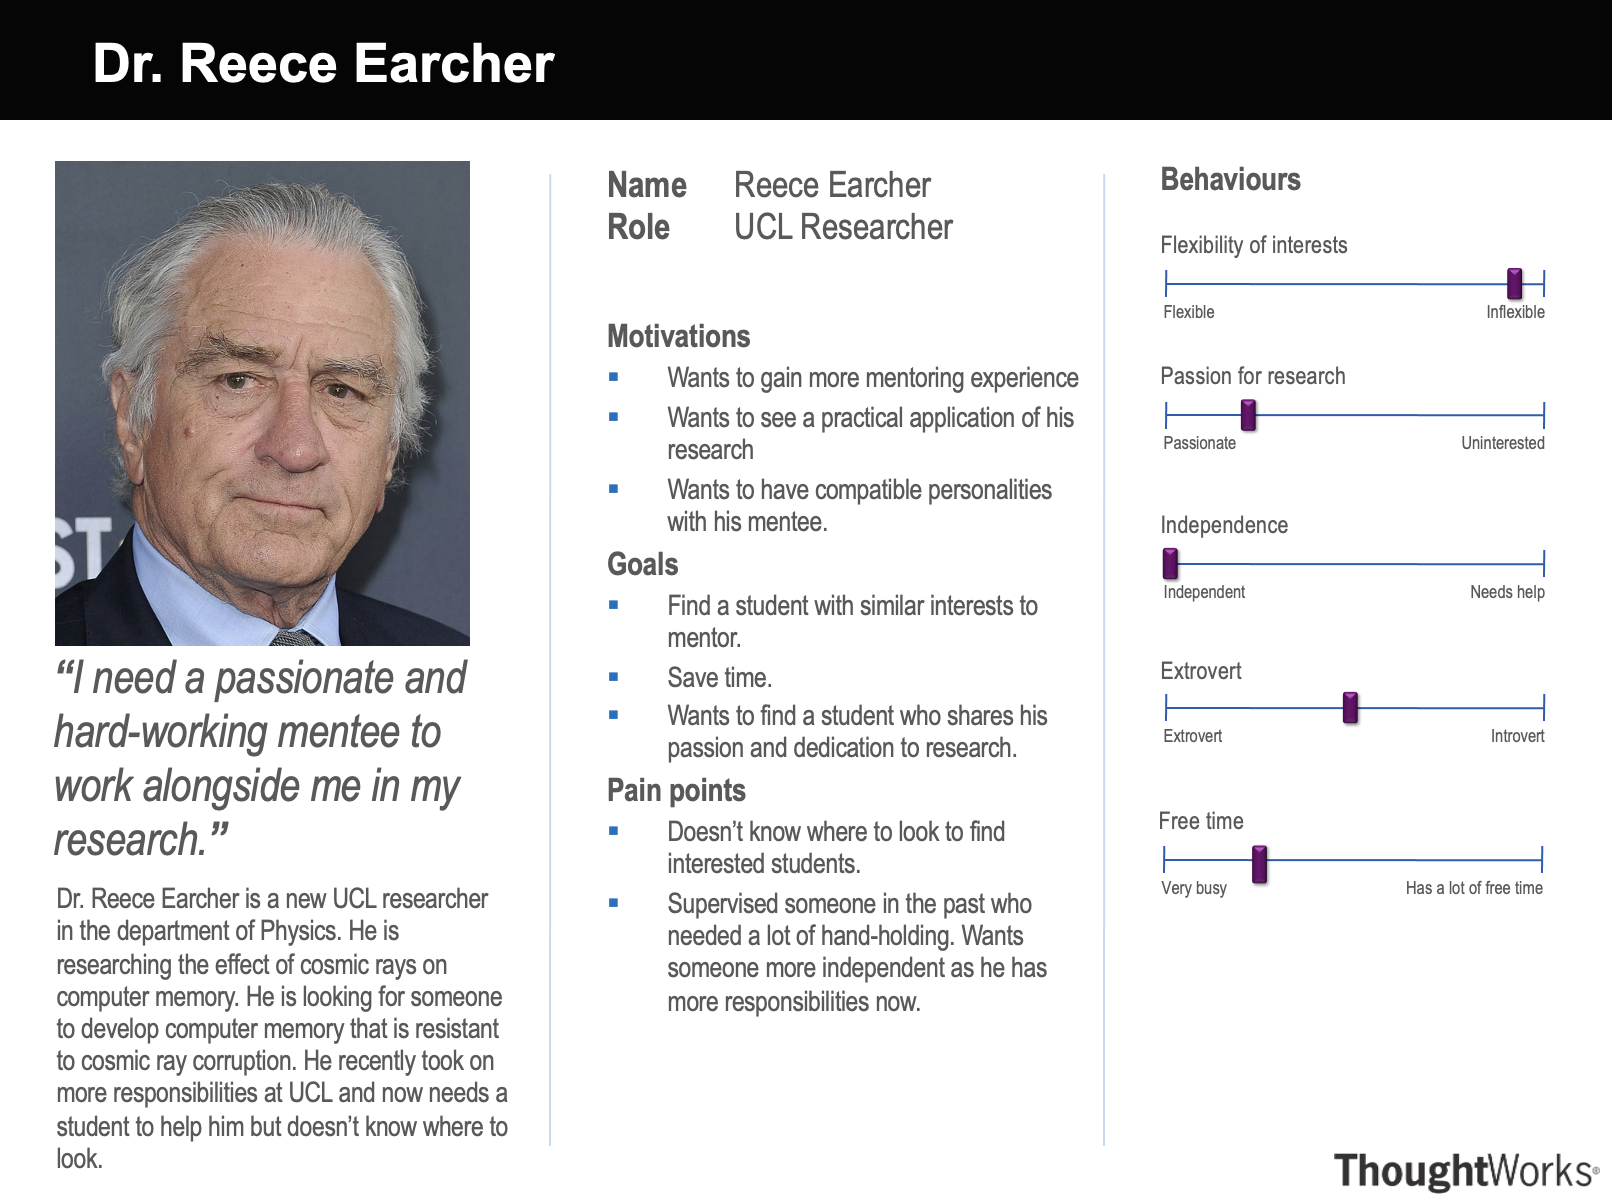 Dr. Reece Earcher
ST
“I need a passionate and
hard-working mentee to
work alongside me in my
research.”
Dr. Reece Earcher is a new UCL researcher
in the department of Physics. He is
researching the effect of cosmic rays on
computer memory. He is looking for someone
to develop computer memory that is resistant
to cosmic ray corruption. He recently took on
more responsibilities at UCL and now needs a
student to help him but doesn’t know where to
look.
Name Reece Earcher
Role UCL Researcher
Motivations
Wants to gain more mentoring experience
Wants to see a practical application of his
research
Wants to have compatible personalities
with his mentee.
Goals
Find a student with similar interests to
mentor.
Save time.
Wants to find a student who shares his
passion and dedication to research.
Pain points
Doesn’t know where to look to find
interested students.
Supervised someone in the past who
needed a lot of hand-holding. Wants
someone more independent as he has
more responsibilities now.
Behaviours
Flexibility of interests
Flexible Inflexible
Passion for research
Passionate Uninterested
Independence
Independent Needs help
Extrovert
Extrovert Introvert
Free time
Very busy Has a lot of free time
ThoughtWorks®